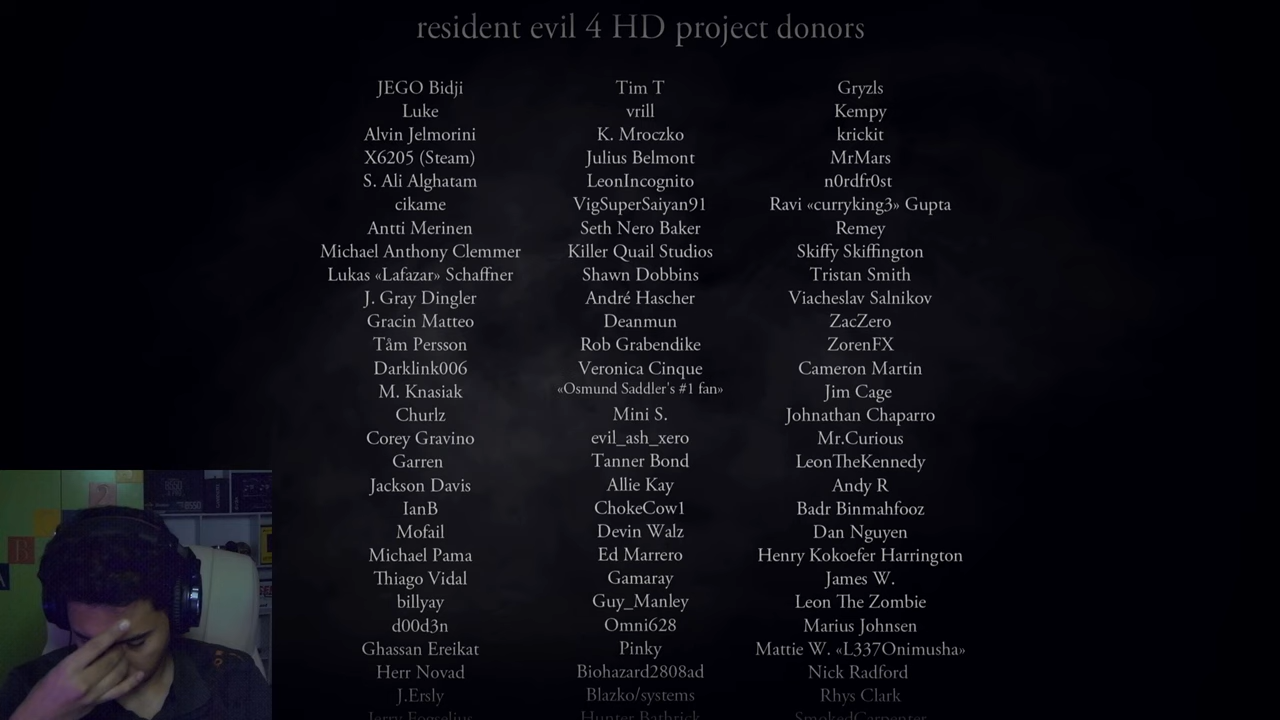 resident evil 4 HD project donors
JEGO Bidji
Luke
Alvin Jelmorini
X6205 (Steam)
S. Ali Alghatam
cikame
Antti Merinen
Michael Anthony Clemmer
Lukas «Lafazar» Schaffner
J. Gray Dingler
Gracin Matteo
Tåm Persson
Darklink006
M. Knasiak
Churlz
Corey Gravino
Garren
Jackson Davis
IanB
Mofail
Michael Pama
Thiago Vidal
billyay
d00d3n
Ghassan Ereikat
Herr Novad
J.Ersly
Jerry Fogselius
Tim T
vrill
K. Mroczko
Julius Belmont
LeonIncognito
VigSuperSaiyan91
Seth Nero Baker
Killer Quail Studios
Shawn Dobbins
André Hascher
Deanmun
Rob Grabendike
Veronica Cinque
«Osmund Saddler's #1 fan»
Mini S.
evil_ash_xero
Tanner Bond
Allie Kay
ChokeCow1
Devin Walz
Ed Marrero
Gamaray
Guy_Manley
Omni628
Pinky
Biohazard2808ad
Blazko/systems
Hunter Bathrick
Gryzls
Kempy
krickit
MrMars
n0rdfr0st
Ravi «curryking3» Gupta
Remey
Skiffy Skiffington
Tristan Smith
Viacheslav Salnikov
ZacZero
ZorenFX
Cameron Martin
Jim Cage
Johnathan Chaparro
Mr.Curious
LeonTheKennedy
Andy R
Badr Binmahfooz
Dan Nguyen
Henry Kokoefer Harrington
James W.
Leon The Zombie
Marius Johnsen
Mattie W. «L337Onimusha»
Nick Radford
Rhys Clark
SmokedCarpenter